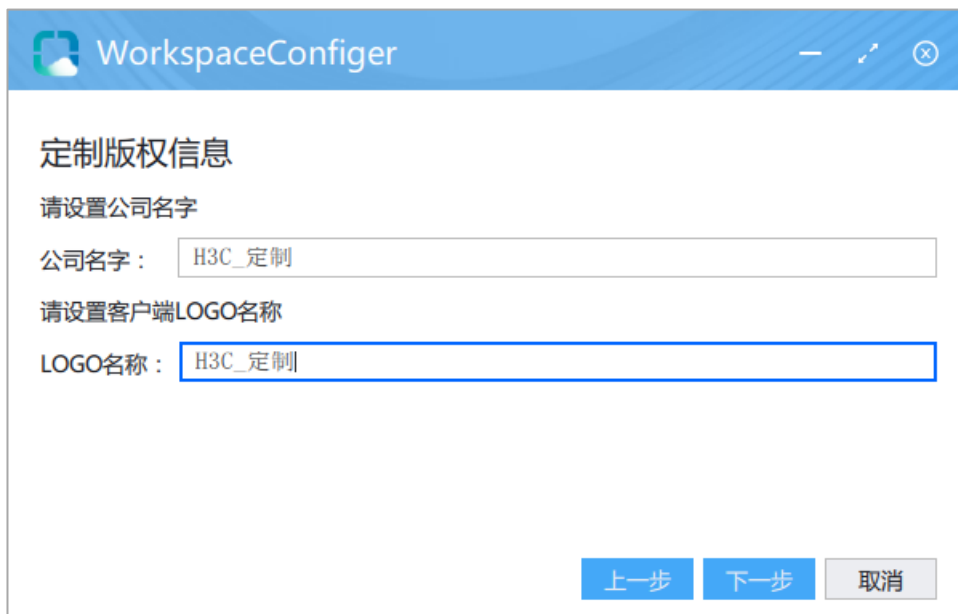 WorkspaceConfiger
定制版权信息
请设置公司名字
公司名字： H3C_定制
请设置客户端LOGO名称
LOGO名称： H3C_定制
上一步 下一步 取消